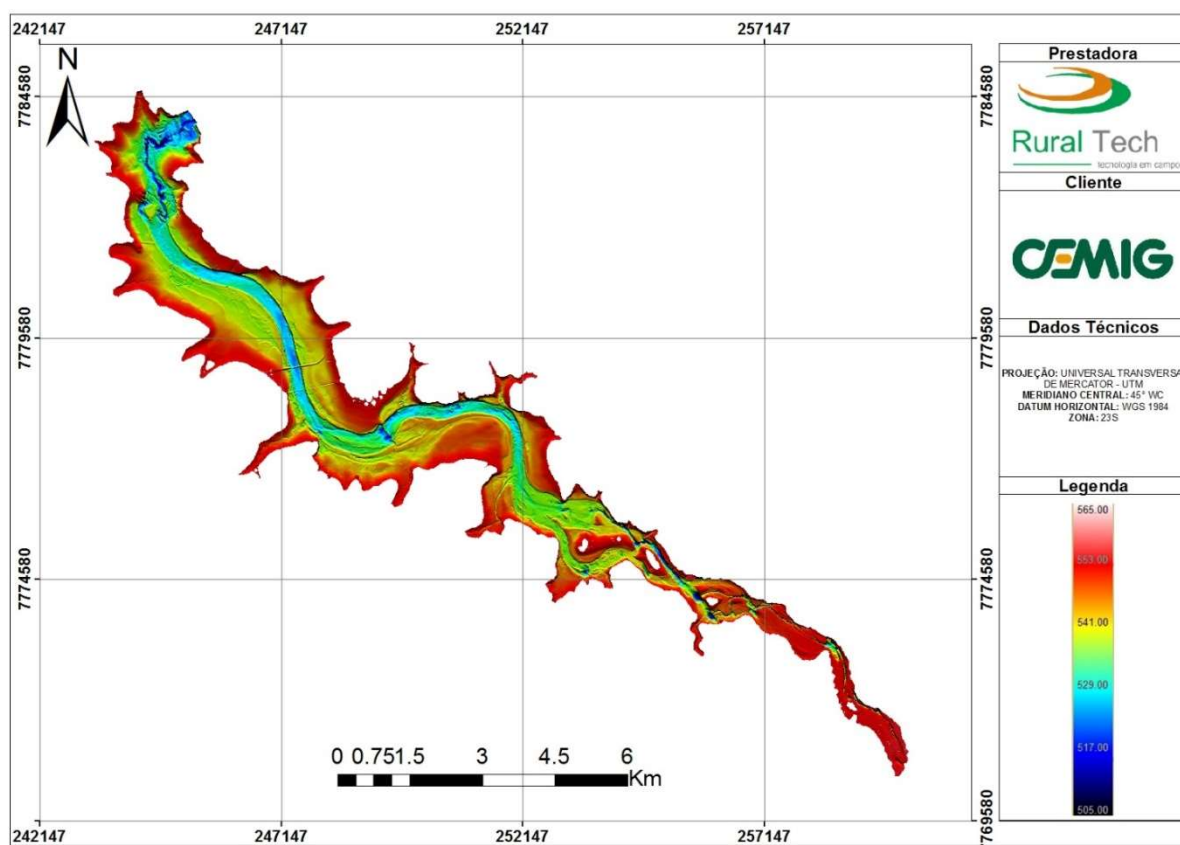 242147 247147 252147 257147
N
7784580 7784580
7779580 7779580
7774580 7774580
7769580
0 0.751.5 3 4.5 6
Km
242147 247147 252147 257147
Prestadora
Rural Tech
tecnologia em campo
Cliente
CEMIG
Dados Técnicos
PROJEÇÃO: UNIVERSAL TRANSVERSA
DE MERCATOR - UTM
MERIDIANO CENTRAL: 45° WC
DATUM HORIZONTAL: WGS 1984
ZONA: 23S
Legenda
565.00
553.00
541.00
529.00
517.00
505.00